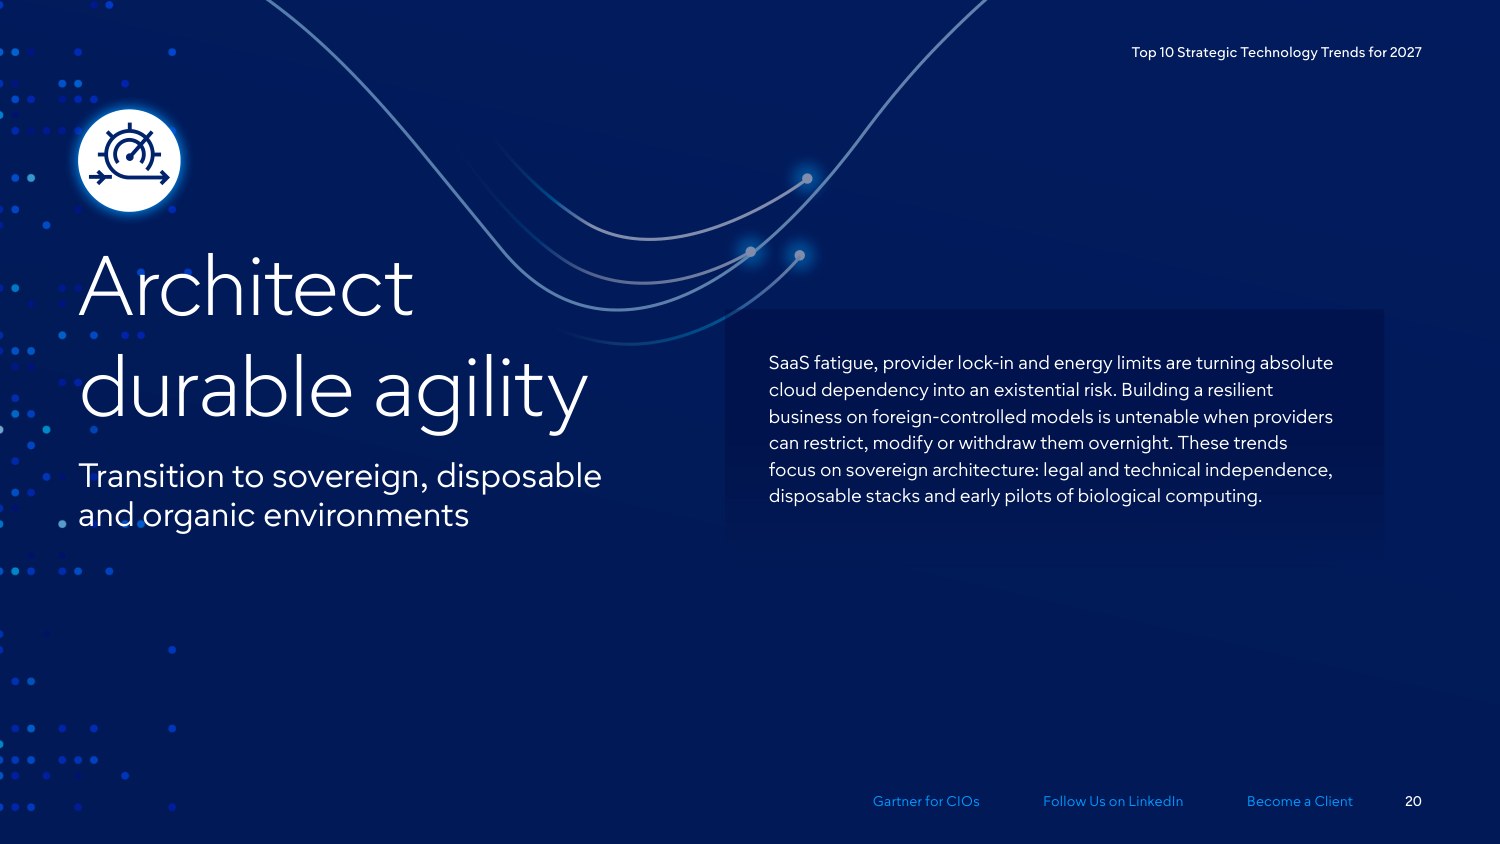 Top 10 Strategic Technology Trends for 2027
Architect
durable agility
Transition to sovereign, disposable
and organic environments
SaaS fatigue, provider lock-in and energy limits are turning absolute
cloud dependency into an existential risk. Building a resilient
business on foreign-controlled models is untenable when providers
can restrict, modify or withdraw them overnight. These trends
focus on sovereign architecture: legal and technical independence,
disposable stacks and early pilots of biological computing.
Gartner for CIOs Follow Us on LinkedIn Become a Client 20